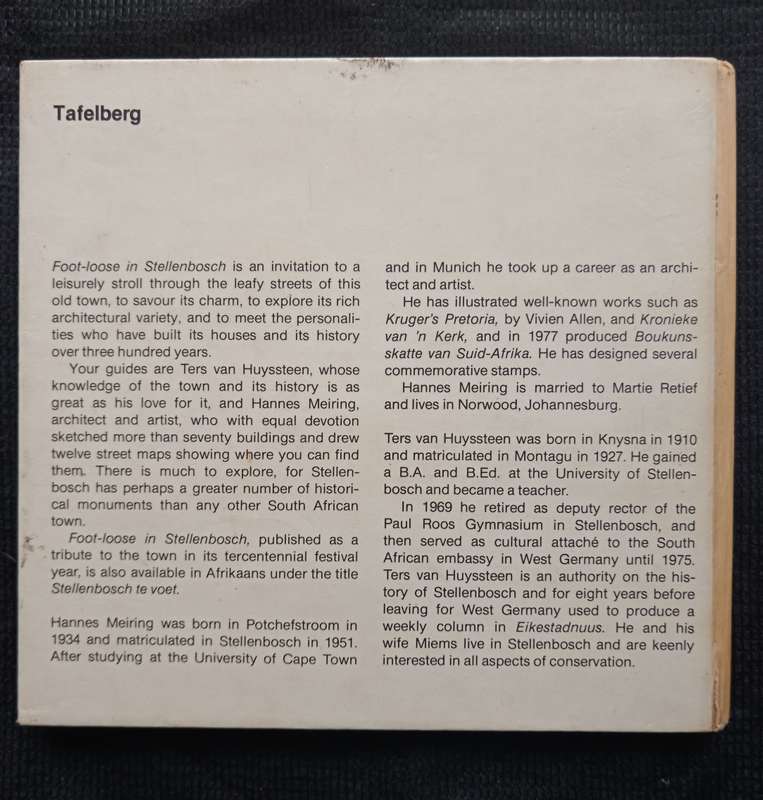 Tafelberg
Foot-loose in Stellenbosch is an invitation to a
leisurely stroll through the leafy streets of this
old town, to savour its charm, to explore its rich
architectural variety, and to meet the personali-
ties who have built its houses and its history
over three hundred years.
Your guides are Ters van Huyssteen, whose
knowledge of the town and its history is as
great as his love for it, and Hannes Meiring,
architect and artist, who with equal devotion
sketched more than seventy buildings and drew
twelve street maps showing where you can find
them. There is much to explore, for Stellen-
bosch has perhaps a greater number of histori-
cal monuments than any other South African
town.
Foot-loose in Stellenbosch, published as a
tribute to the town in its tercentennial festival
year, is also available in Afrikaans under the title
Stellenbosch te voet.
Hannes Meiring was born in Potchefstroom in
1934 and matriculated in Stellenbosch in 1951.
After studying at the University of Cape Town
and in Munich he took up a career as an archi-
tect and artist.
He has illustrated well-known works such as
Kruger's Pretoria, by Vivien Allen, and Kronieke
van 'n Kerk, and in 1977 produced Boukuns-
skatte van Suid-Afrika. He has designed several
commemorative stamps.
Hannes Meiring is married to Martie Retief
and lives in Norwood, Johannesburg.
Ters van Huyssteen was born in Knysna in 1910
and matriculated in Montagu in 1927. He gained
a B.A. and B.Ed. at the University of Stellen-
bosch and became a teacher.
In 1969 he retired as deputy rector of the
Paul Roos Gymnasium in Stellenbosch, and
then served as cultural attaché to the South
African embassy in West Germany until 1975.
Ters van Huyssteen is an authority on the his-
tory of Stellenbosch and for eight years before
leaving for West Germany used to produce a
weekly column in Eikestadnuus. He and his
wife Miems live in Stellenbosch and are keenly
interested in all aspects of conservation.